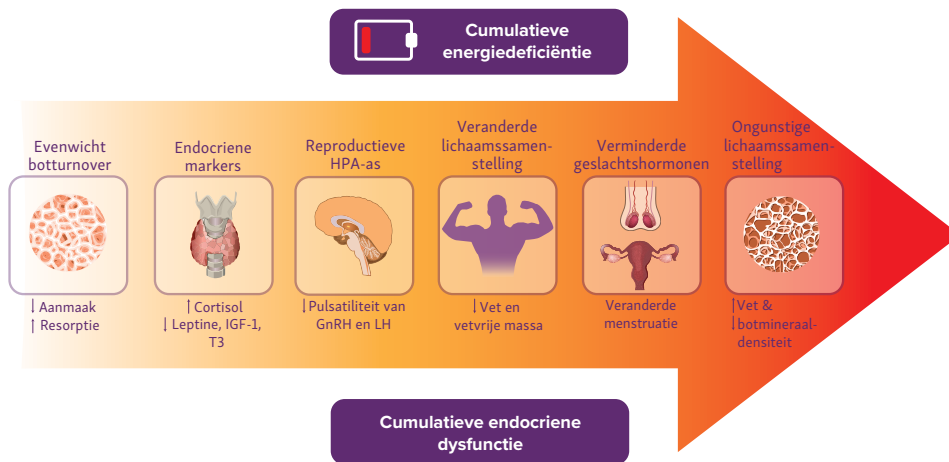 Cumulatieve
energiedeficiëntie
Evenwicht
botturnover
↓ Aanmaak
↑ Resorptie
Endocriene
markers
↑ Cortisol
↓ Leptine, IGF-1,
T3
Reproductieve
HPA-as
↓ Pulsatiliteit van
GnRH en LH
Veranderde
lichaamssamen-
stelling
↓ Vet en
vetvrije massa
Verminderde
geslachtshormonen
Veranderde
menstruatie
Ongunstige
lichaamssamen-
stelling
↑ Vet &
↓ botmineraal-
densiteit
Cumulatieve endocriene
dysfunctie